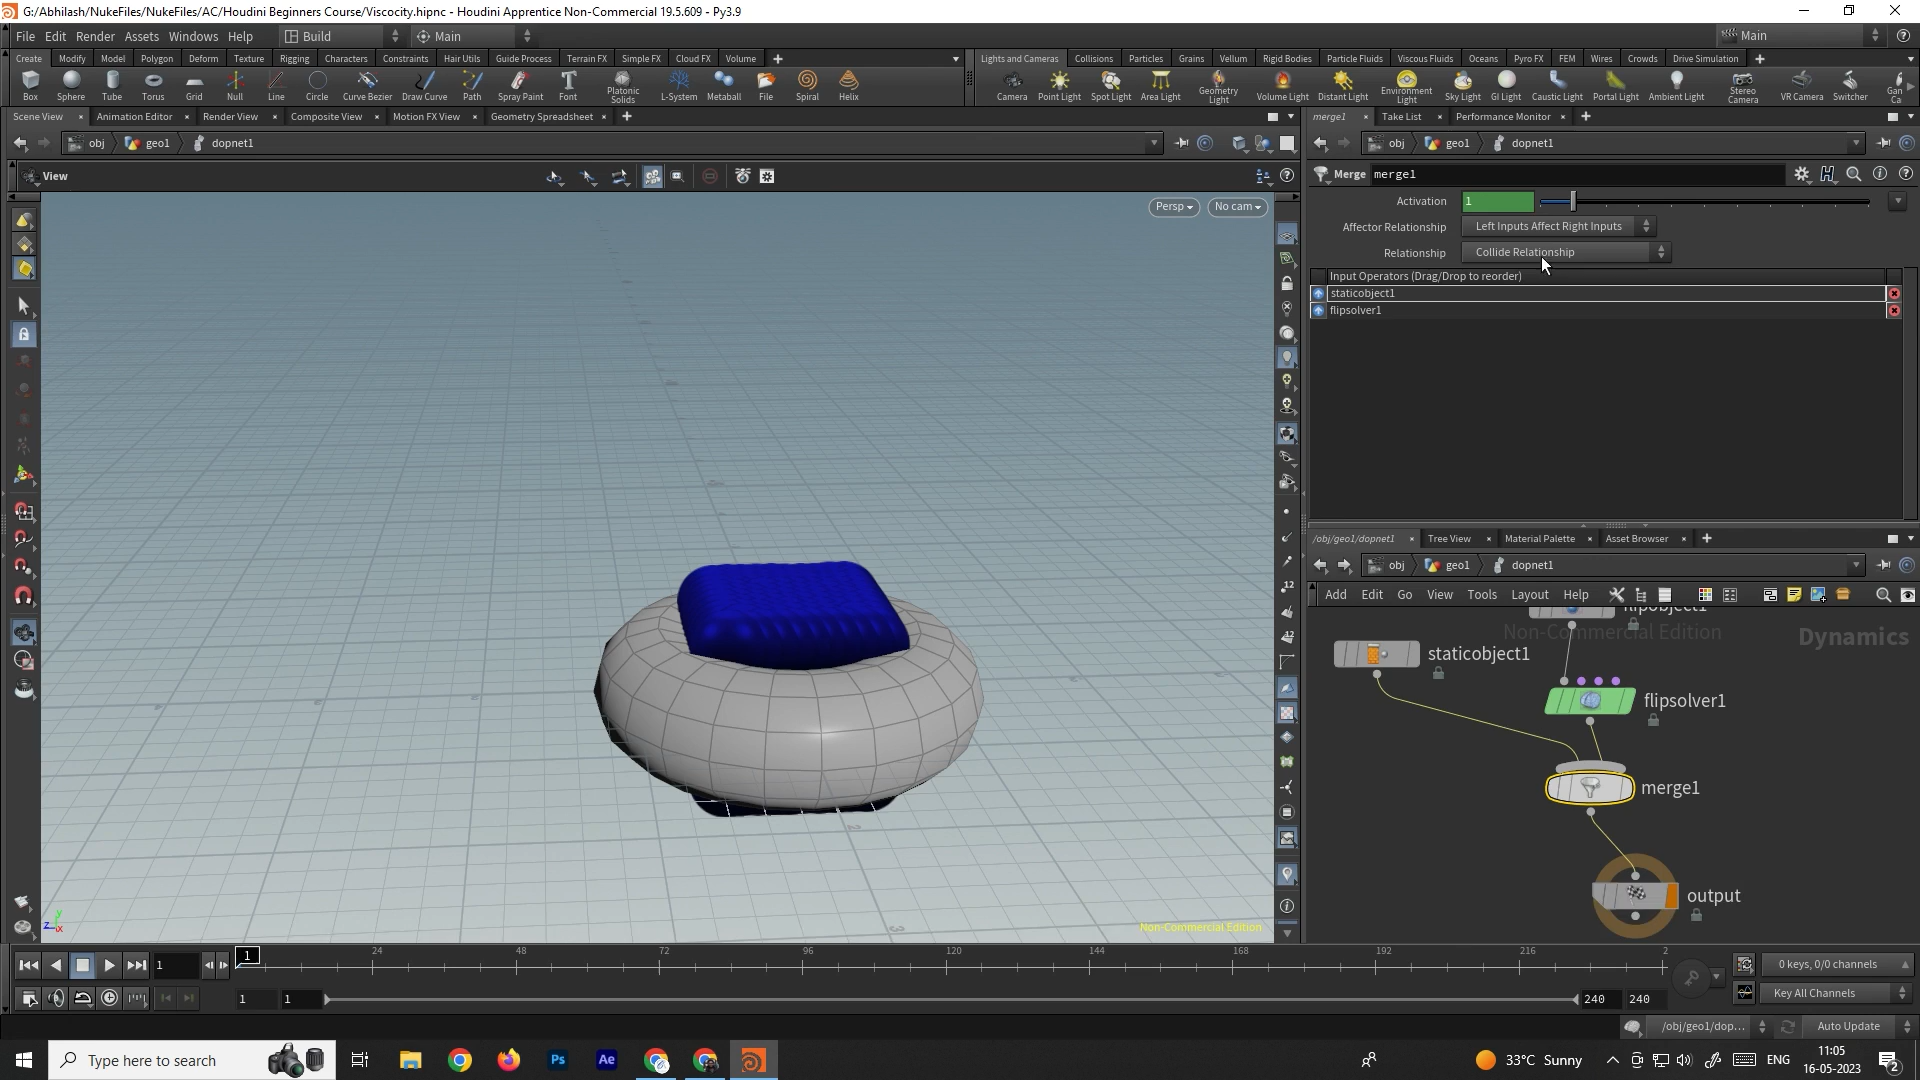 G:/Abhilash/NukeFiles/NukeFiles/AC/Houdini Beginners Course/Viscocity.hipnc - Houdini Apprentice Non-Commercial 19.5.609 - Py3.9
File Edit Render Assets Windows Help Build Main Main
Create Modify Model Polygon Deform Texture Rigging Characters Constraints Hair Utils Guide Process Terrain FX Simple FX Cloud FX Volume
Lights and Cameras Collisions Particles Grains Vellum Rigid Bodies Particle Fluids Viscous Fluids Oceans Pyro FX FEM Wires Crowds Drive Simulation
Box Sphere Tube Torus Grid Null Line Circle Curve Bezier Draw Curve Path Spray Paint Font Platonic Solids L-System Metaball File Spiral Helix
Camera Point Light Spot Light Area Light Geometry Light Volume Light Distant Light Environment Light Sky Light GI Light Caustic Light Portal Light Ambient Light Stereo Camera VR Camera Switcher Gan Ca
Scene View Animation Editor Render View Composite View Motion FX View Geometry Spreadsheet
merge1 Take List Performance Monitor
obj geo1 dopnet1
obj geo1 dopnet1
View
Merge merge1
Persp No cam
Activation 1
Affector Relationship Left Inputs Affect Right Inputs
Relationship Collide Relationship
Input Operators (Drag/Drop to reorder)
staticobject1
flipsolver1
/obj/geo1/dopnet1 Tree View Material Palette Asset Browser
obj geo1 dopnet1
Add Edit Go View Tools Layout Help
flipobject1
Non-Commercial Edition Dynamics
staticobject1
flipsolver1
merge1
output
12
12
Non-Commercial Edition
z y x
1 1 24 48 72 96 120 144 168 192 216 2
0 keys, 0/0 channels
1 1 240 240
Key All Channels
/obj/geo1/dop... Auto Update
Type here to search
Ps Ae
33°C Sunny ENG 11:05
16-05-2023 2